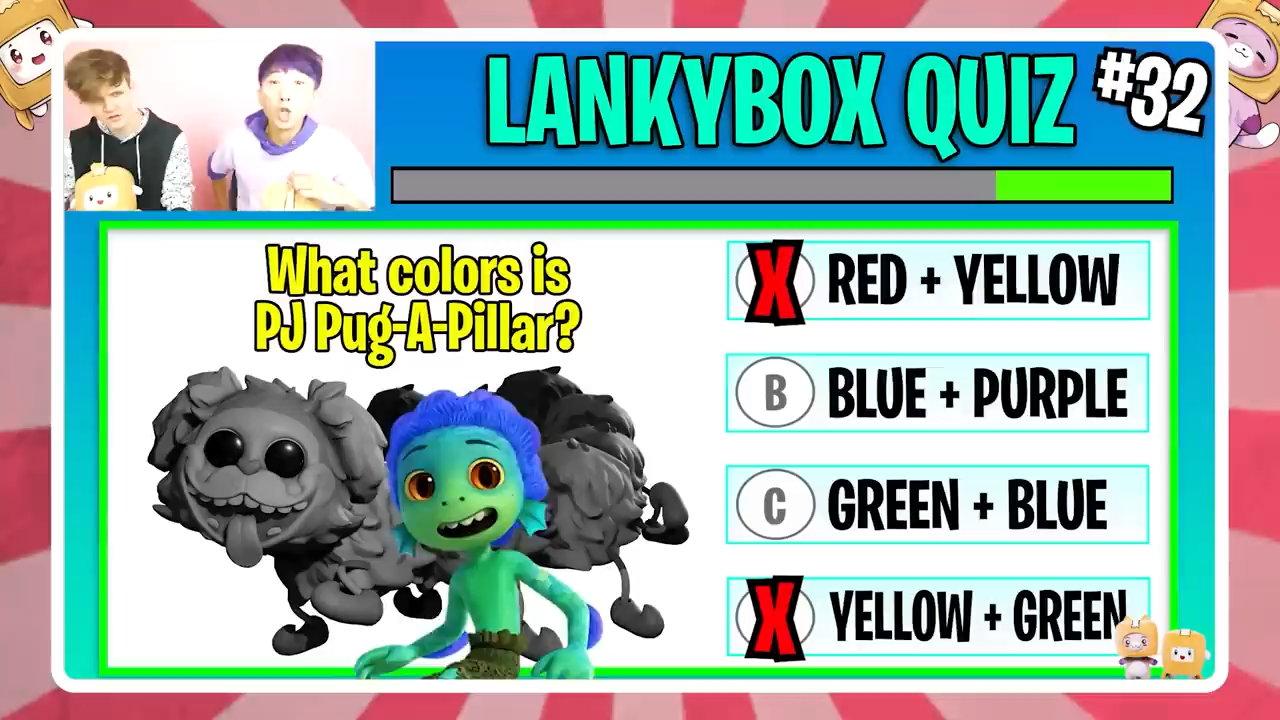 LANKYBOX QUIZ
#32
What colors is
PJ Pug-A-Pillar?
X RED + YELLOW
B BLUE + PURPLE
C GREEN + BLUE
X YELLOW + GREEN